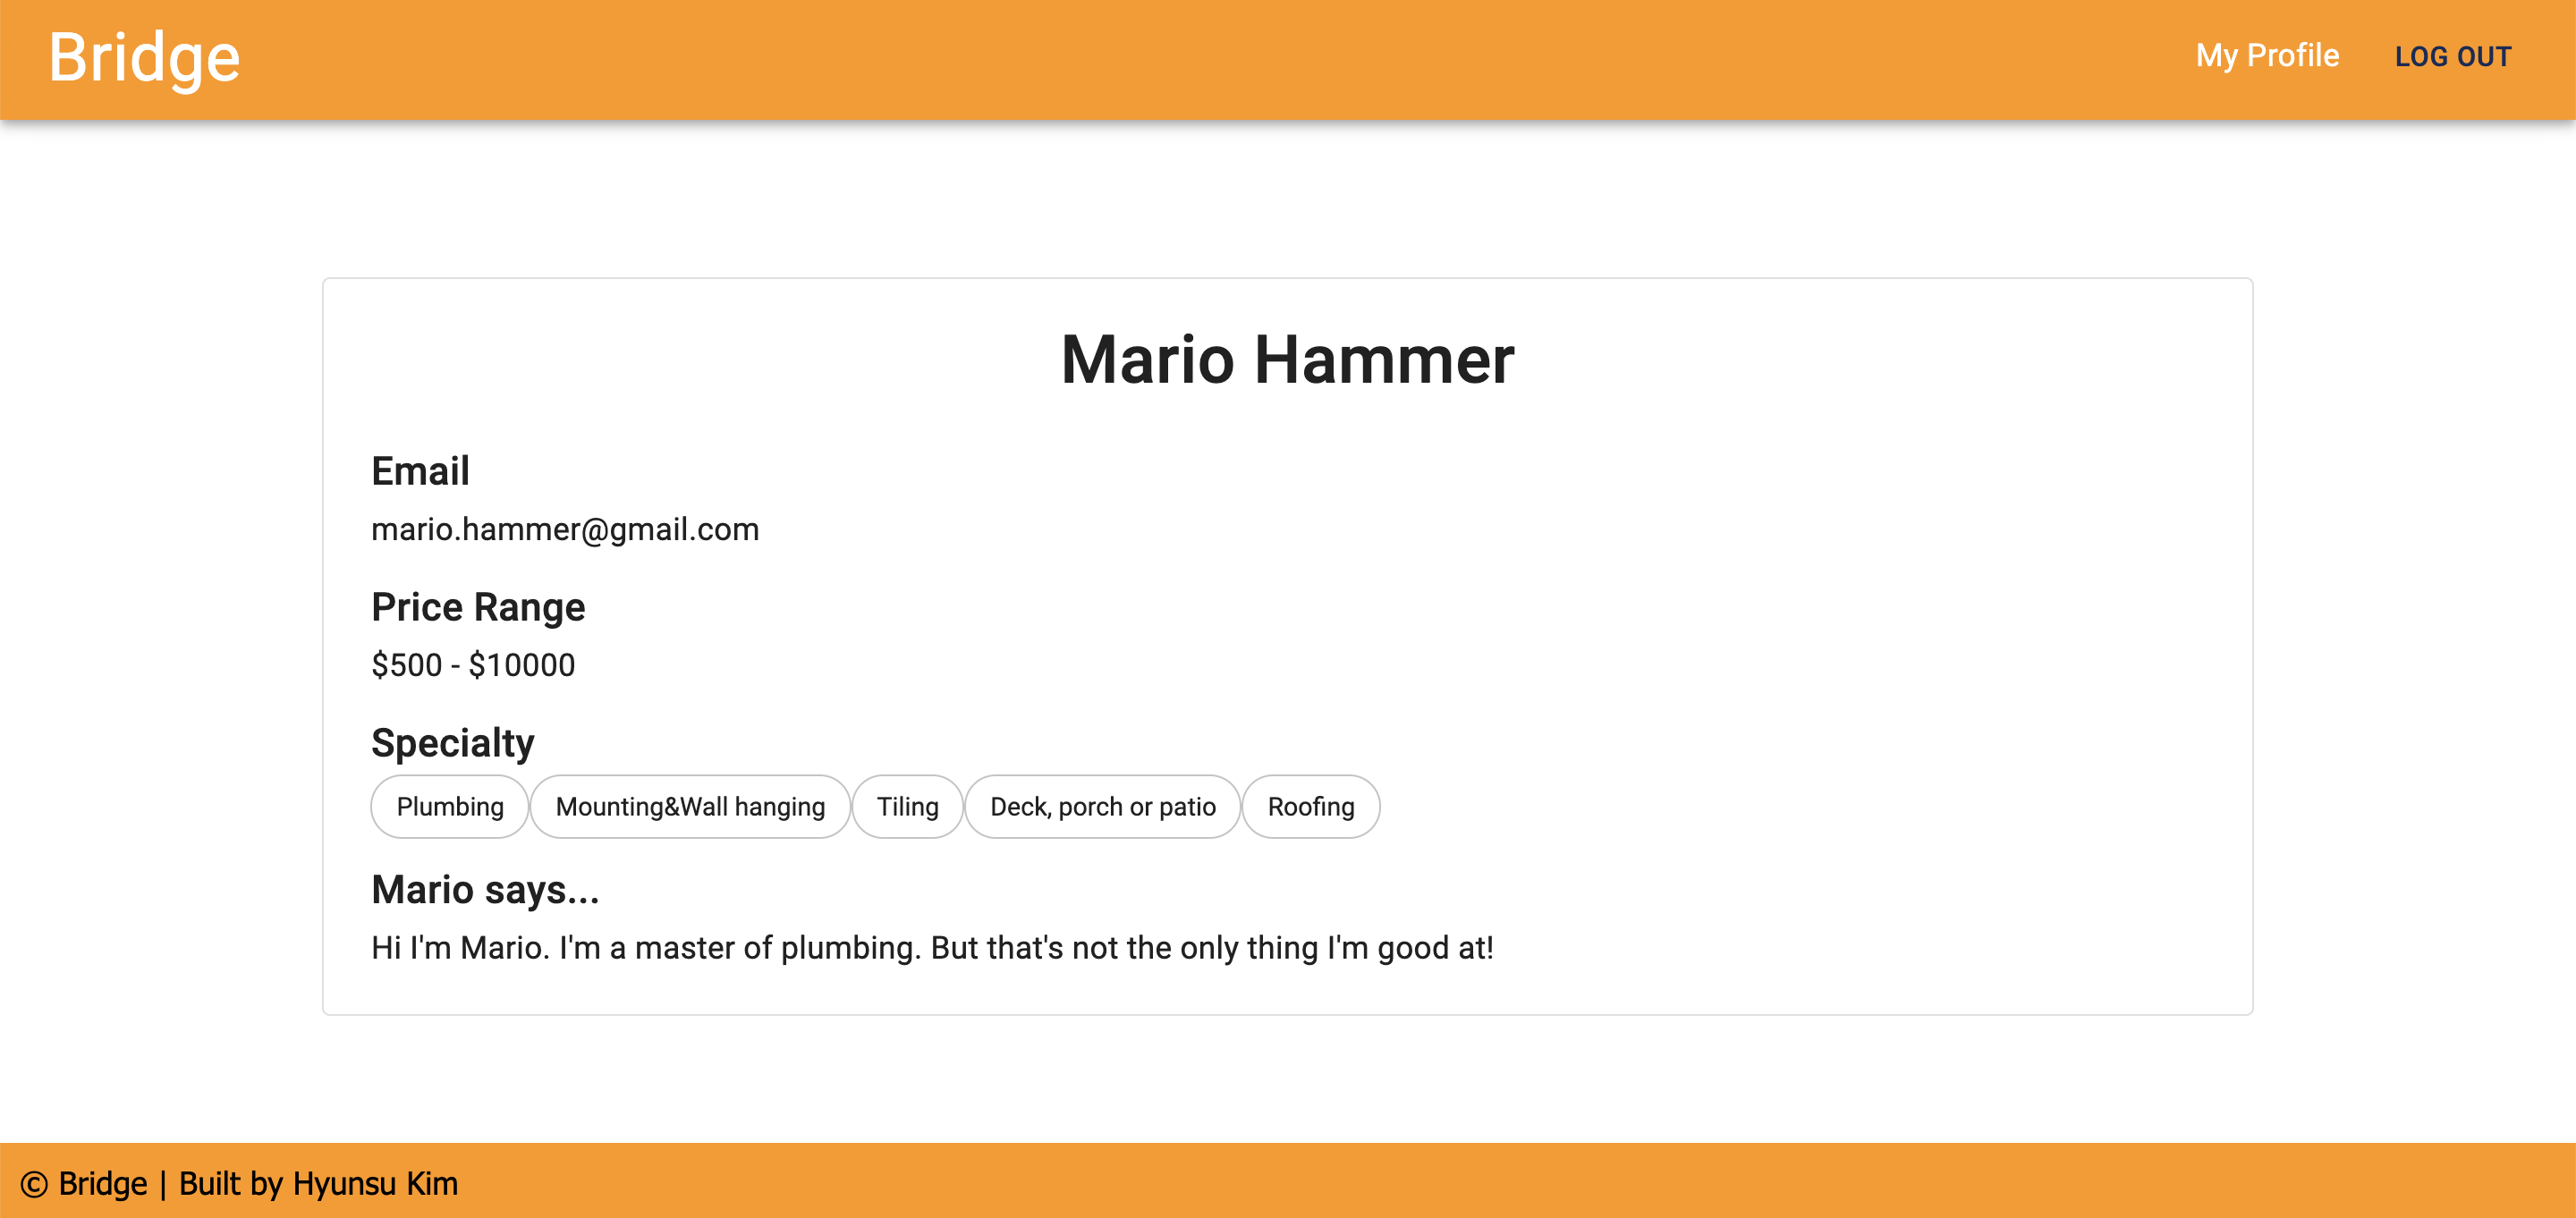 Bridge
My Profile
LOG OUT
Mario Hammer
Email
mario.hammer@gmail.com
Price Range
$500 - $10000
Specialty
Plumbing
Mounting&Wall hanging
Tiling
Deck, porch or patio
Roofing
Mario says...
Hi I'm Mario. I'm a master of plumbing. But that's not the only thing I'm good at!
© Bridge | Built by Hyunsu Kim